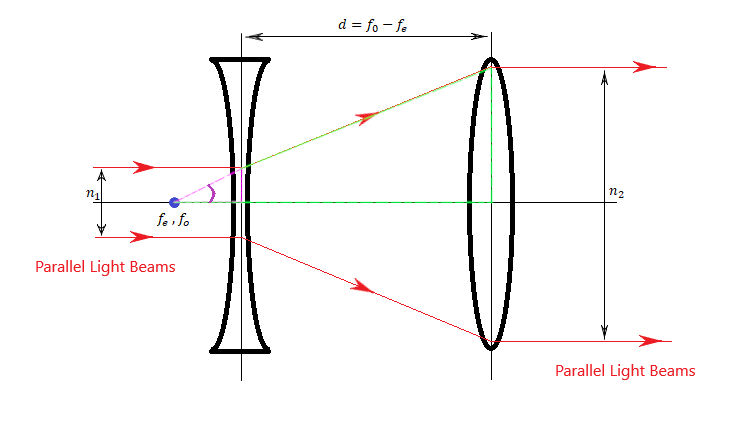 d = f₀ − fₑ
n₁
n₂
fₑ , fₒ
Parallel Light Beams
Parallel Light Beams